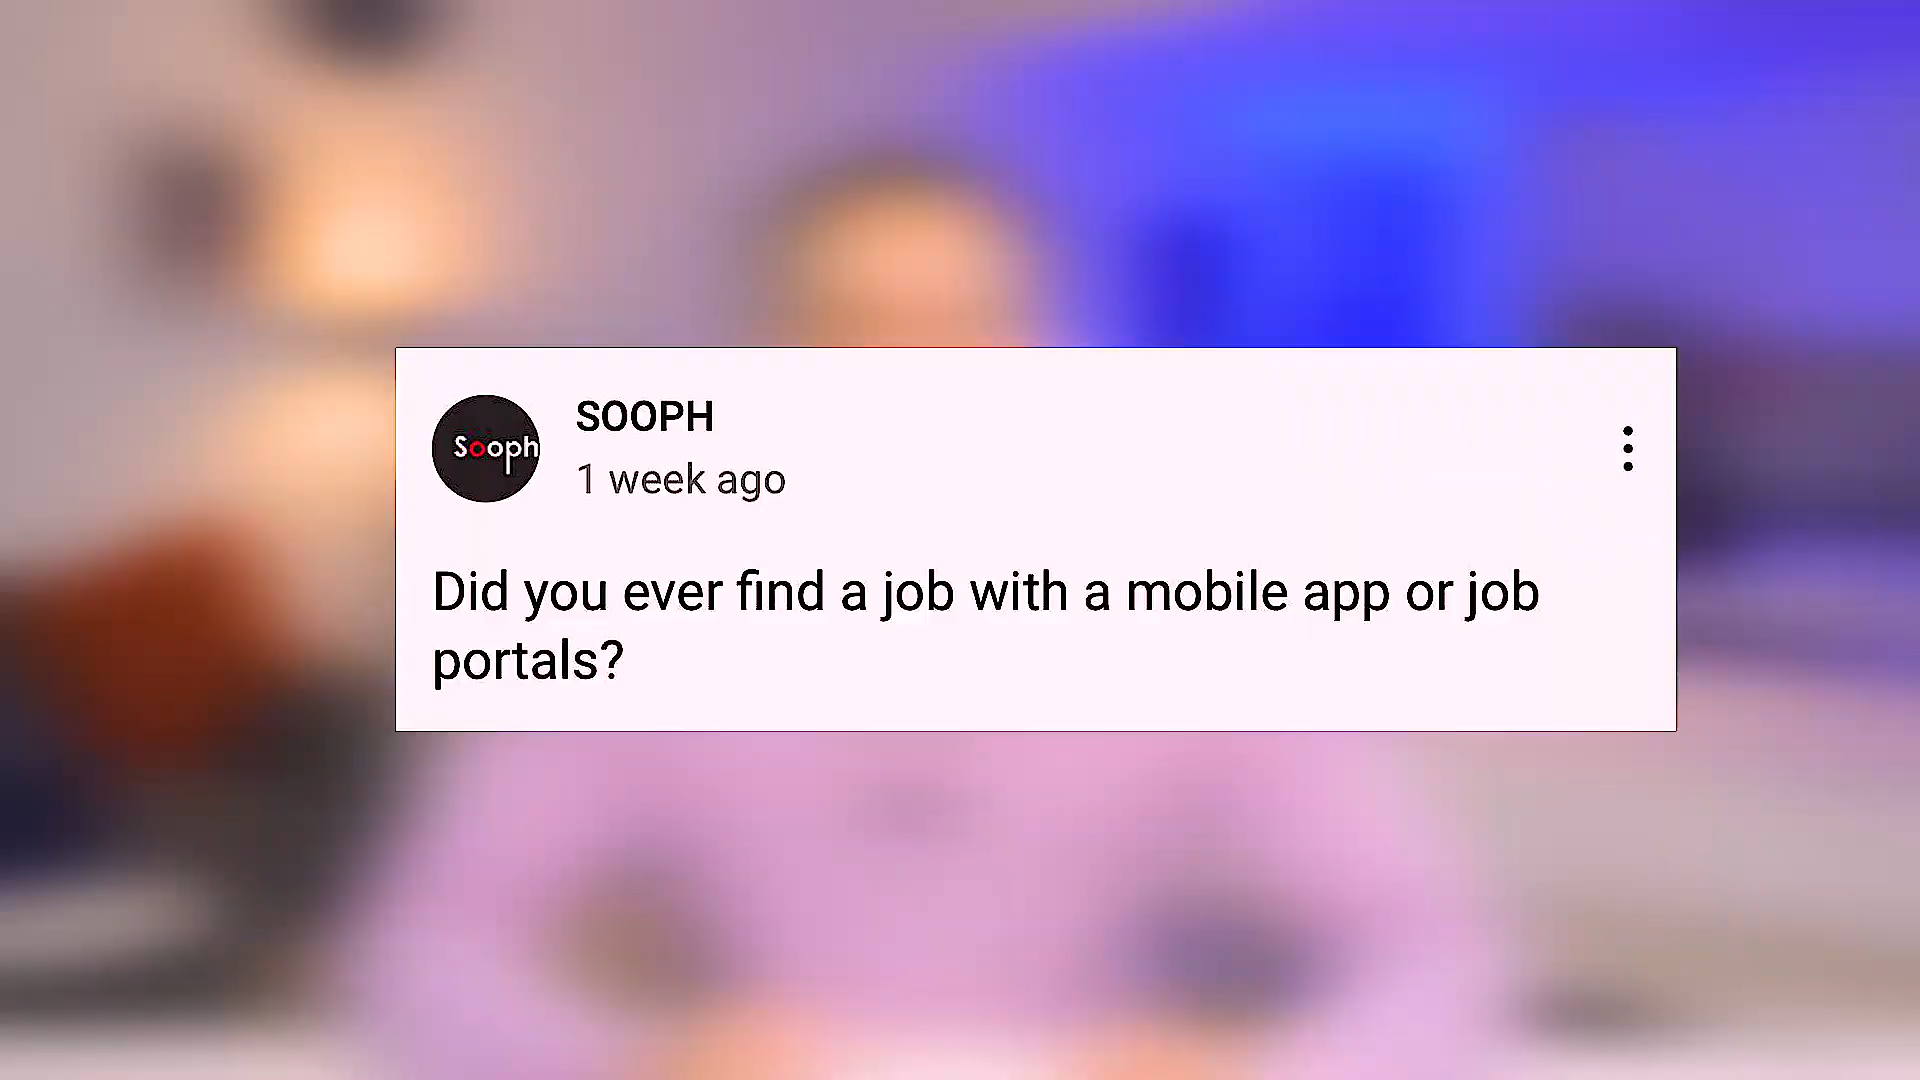 Sooph
SOOPH
1 week ago
Did you ever find a job with a mobile app or job
portals?